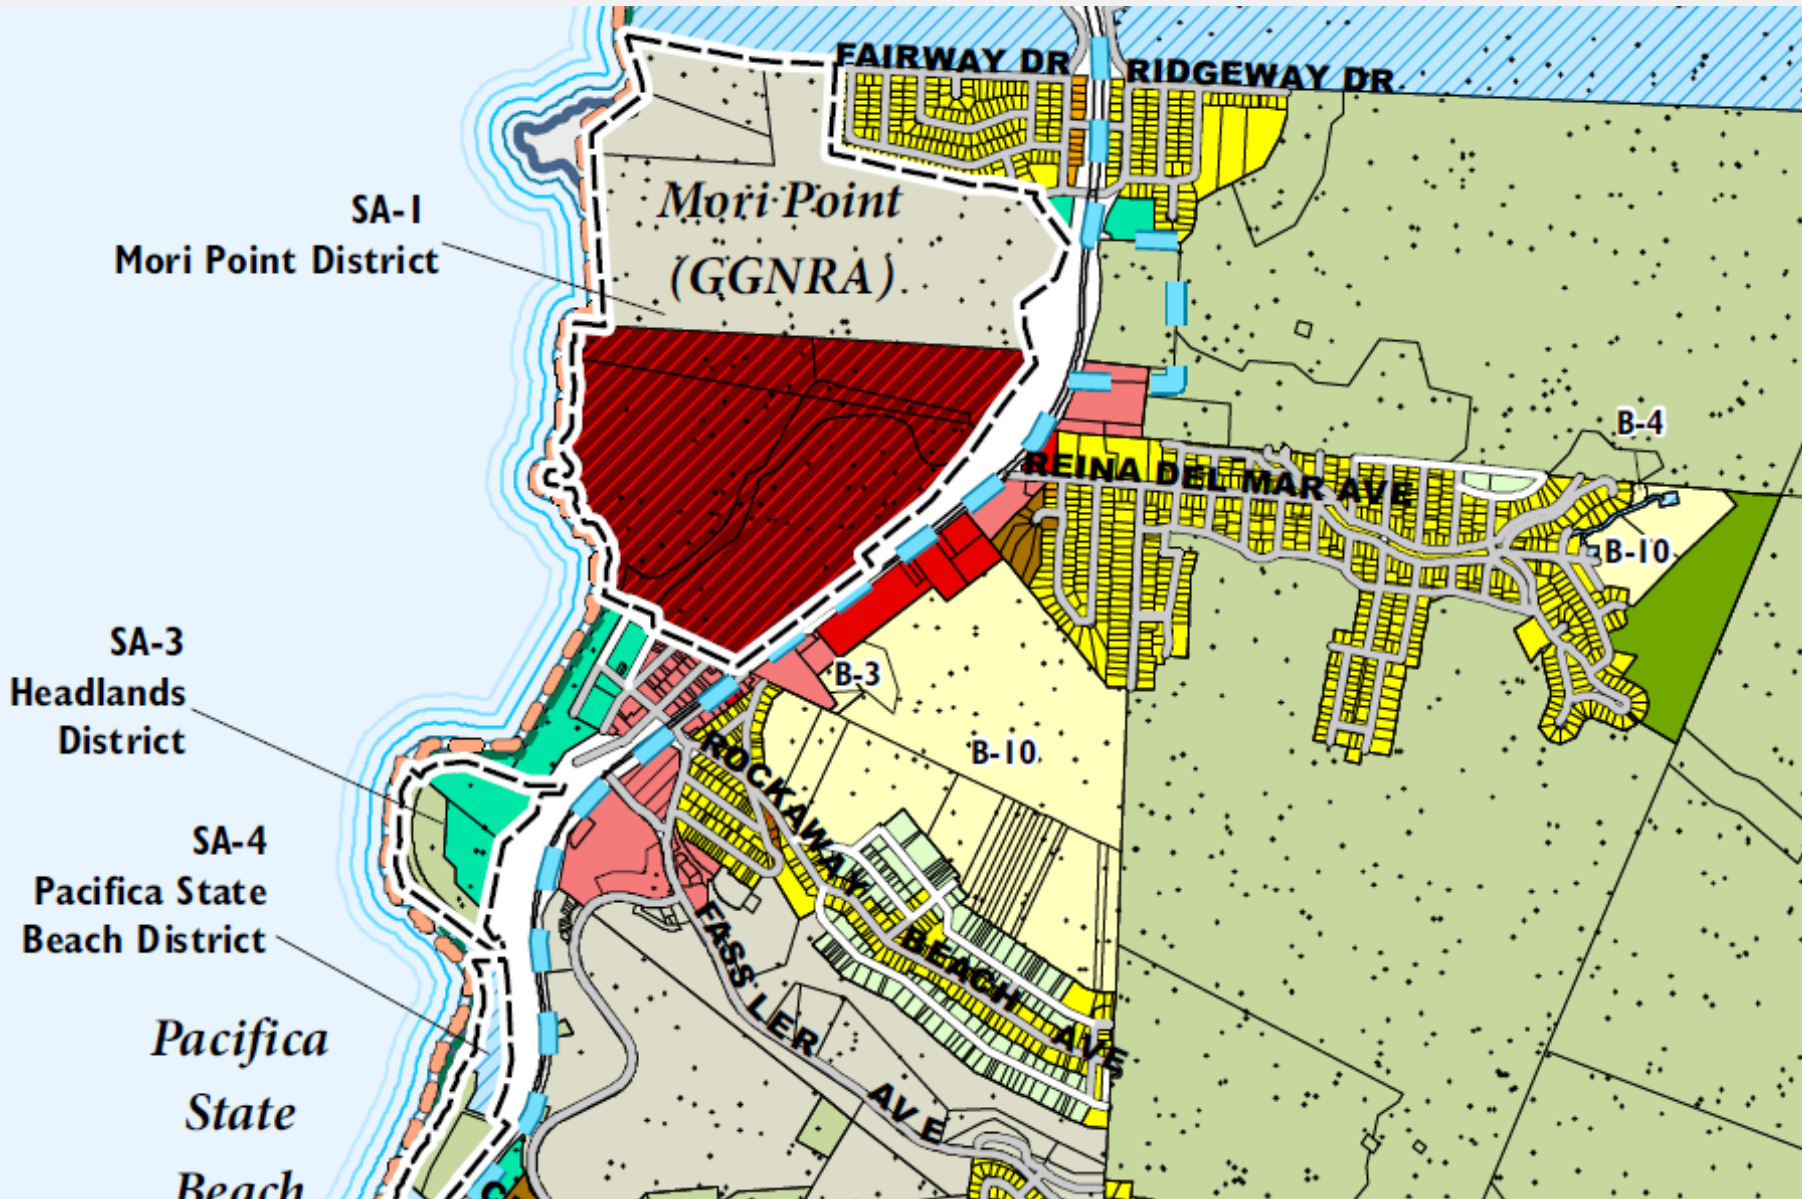 FAIRWAY DR
RIDGEWAY DR
SA-1
Mori Point District
Mori Point
(GGNRA)
B-4
REINA DEL MAR AVE
B-10
SA-3
Headlands
District
B-3
B-10
ROCKAWAY BEACH AVE
SA-4
Pacifica State
Beach District
FASSLER AVE
Pacifica
State
Beach